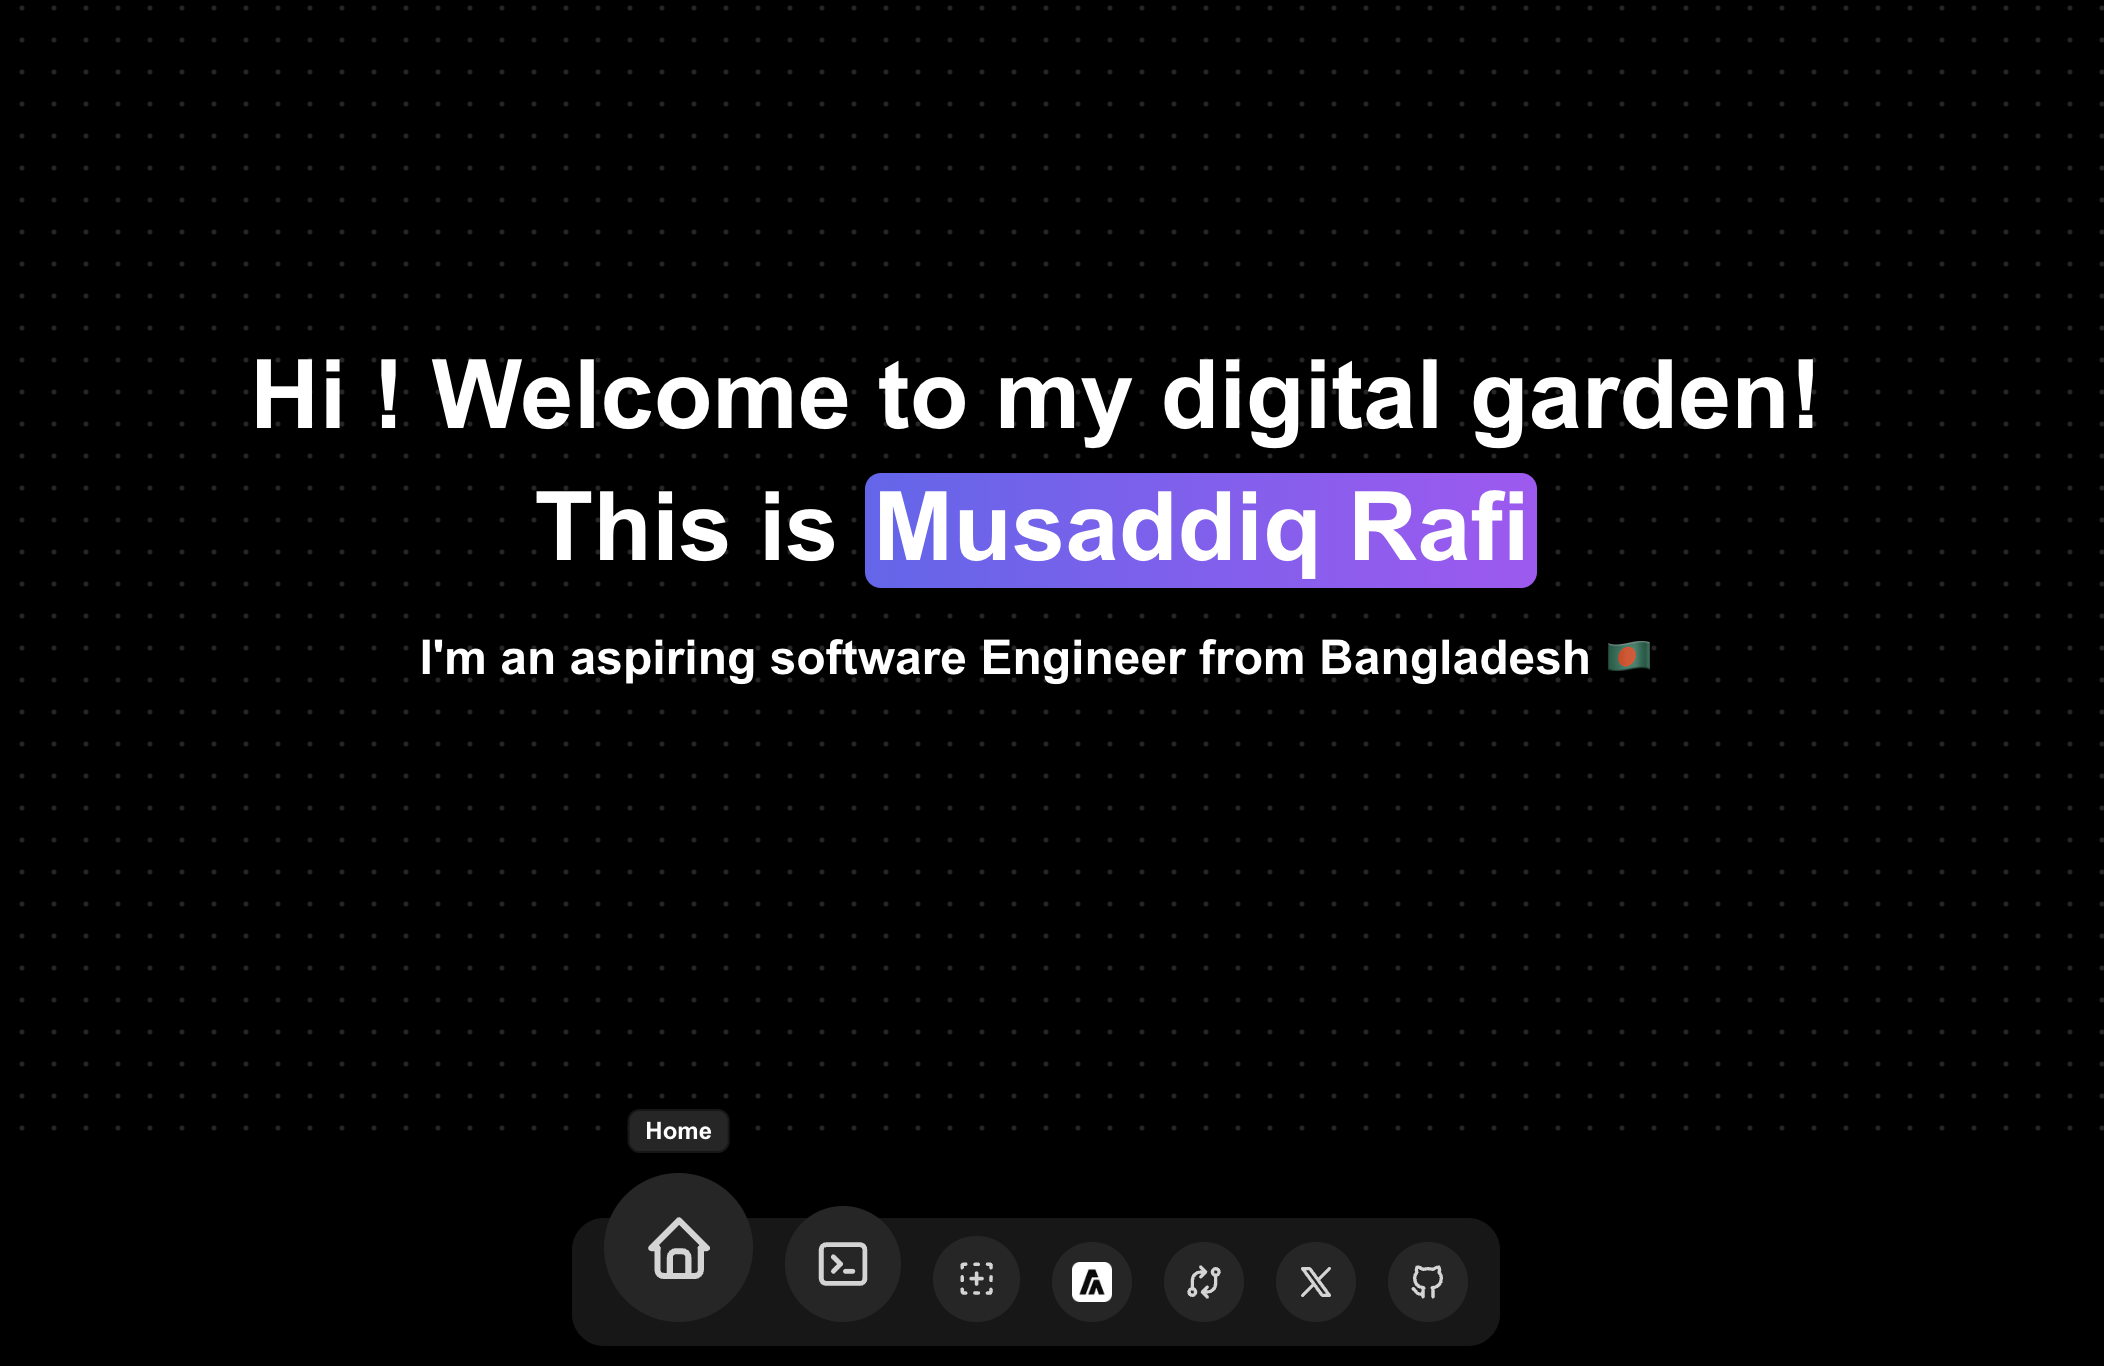 Hi ! Welcome to my digital garden!
This is Musaddiq Rafi
I'm an aspiring software Engineer from Bangladesh 🇧🇩
Home